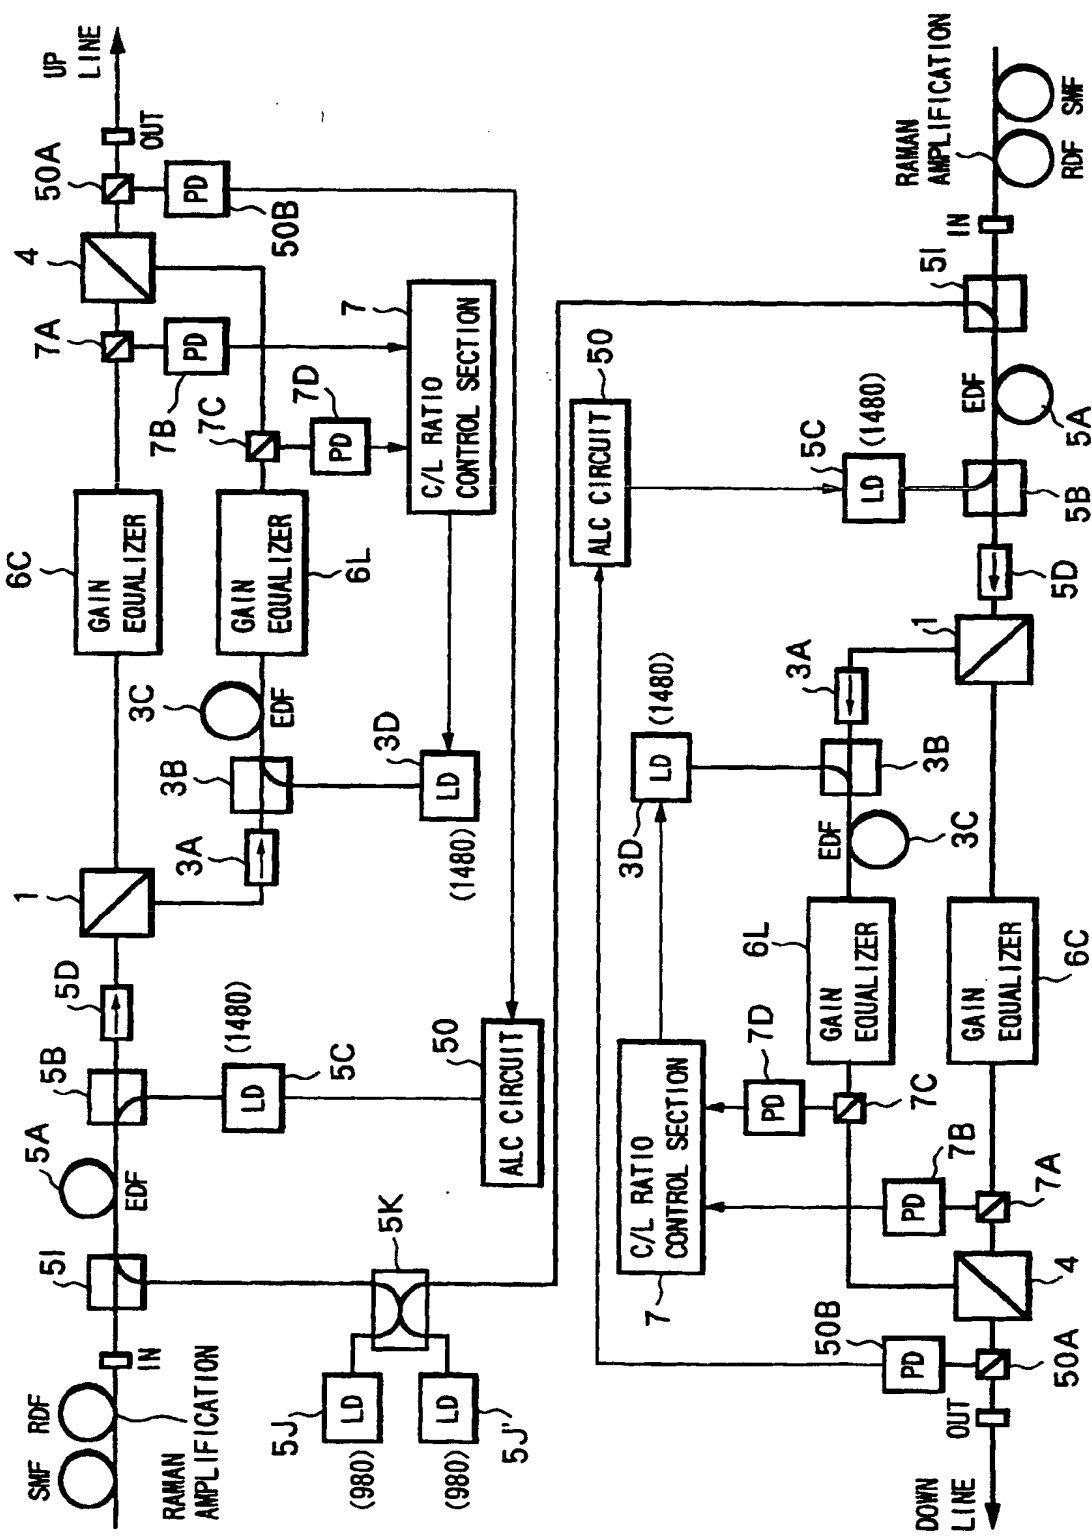 SMF
RDF
RAMAN
AMPLIFICATION
IN
5I
5A
EDF
5B
5D
1
6C
GAIN
EQUALIZER
7A
4
50A
OUT
UP
LINE
PD
50B
PD
7B
7C
3A
3B
3C
EDF
GAIN
EQUALIZER
6L
PD
7D
7
C/L RATIO
CONTROL SECTION
3D
LD
(1480)
LD
(1480)
5C
50
ALC CIRCUIT
5J
LD
(980)
LD
(980)
5J'
5K
50
ALC CIRCUIT
5C
LD
(1480)
RAMAN
AMPLIFICATION
RDF
SMF
IN
5I
EDF
5A
5B
5D
1
3A
3B
3D
LD
(1480)
EDF
3C
6L
GAIN
EQUALIZER
GAIN
EQUALIZER
6C
C/L RATIO
CONTROL SECTION
7
PD
7D
7C
PD
7B
7A
4
50B
PD
50A
OUT
DOWN
LINE